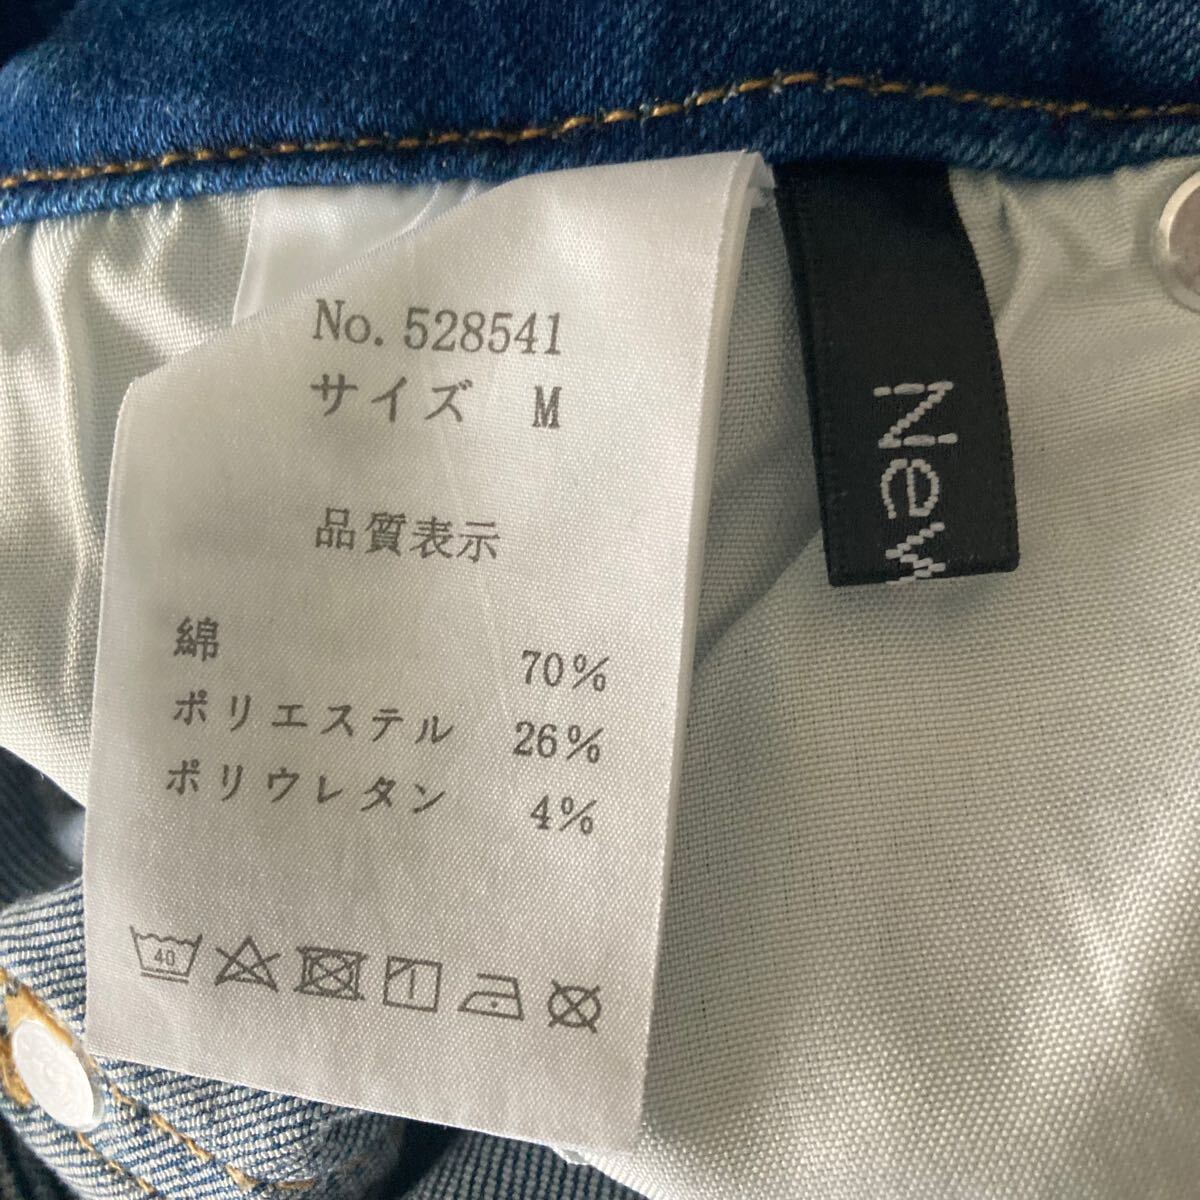 No. 528541
サイズ M
品質表示
綿 70%
ポリエステル 26%
ポリウレタン 4%
40
New